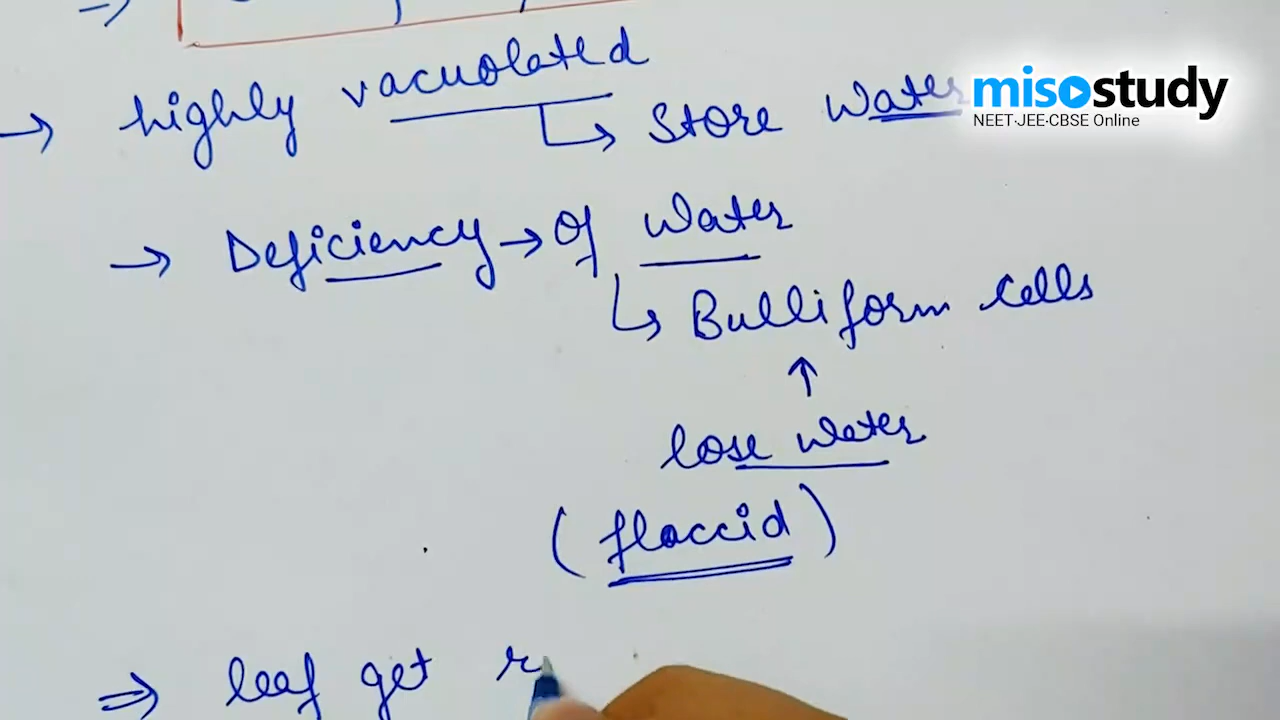 → highly vacuolated
↳ Store water
misostudy
NEET·JEE·CBSE Online
→ Deficiency → Of water
↳ Bulliform cells
↑
lose water
(flaccid)
⇒ leaf get r